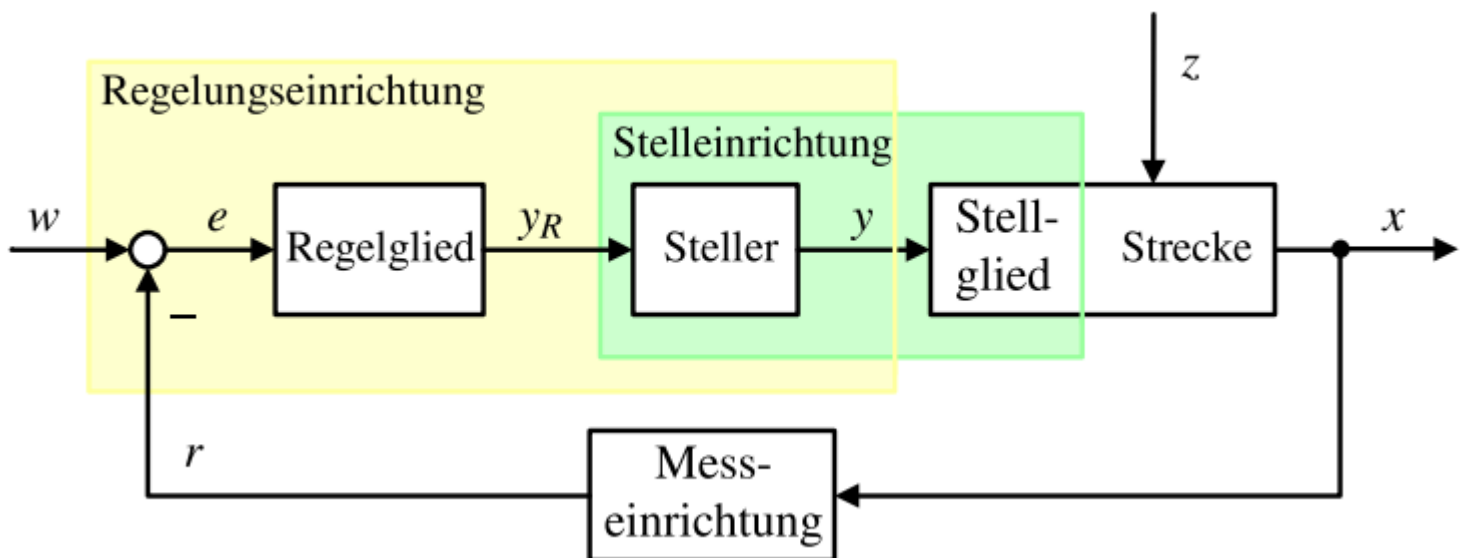 Regelungseinrichtung
z
Stelleinrichtung
w
e
Regelglied
y_R
Steller
y
Stell-
glied
Strecke
x
–
r
Mess-
einrichtung